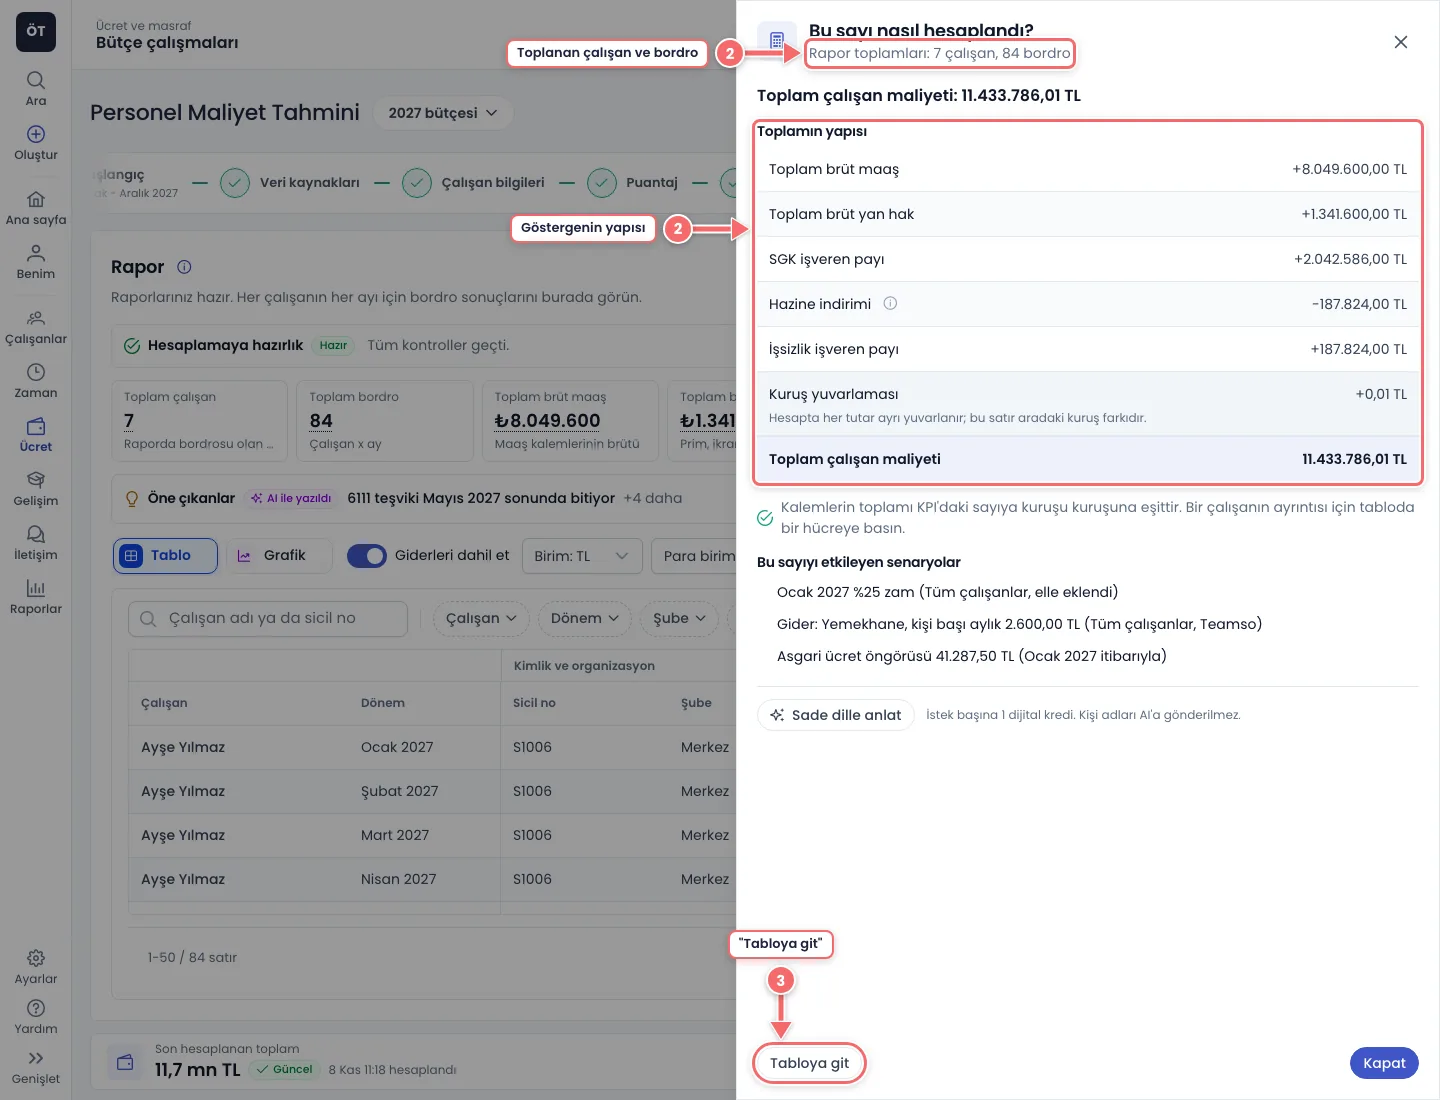 ÖT
Ara
Oluştur
Ana sayfa
Benim
Çalışanlar
Zaman
Ücret
Gelişim
İletişim
Raporlar
Ayarlar
Yardım
Genişlet
Ücret ve masraf
Bütçe çalışmaları
Personel Maliyet Tahmini
2027 bütçesi
Aralık 2027
Veri kaynakları
Çalışan bilgileri
Puantaj
Rapor
Raporlarınız hazır. Her çalışanın her ayı için bordro sonuçlarını burada görün.
Hesaplamaya hazırlık Hazır Tüm kontroller geçti.
Toplam çalışan
7
Raporda bordrosu olan ...
Toplam bordro
84
Çalışan x ay
Toplam brüt maaş
₺8.049.600
Maaş kalemlerinin brütü
Toplam b
₺1.341
Prim, ikra
Öne çıkanlar AI ile yazıldı 6111 teşviki Mayıs 2027 sonunda bitiyor +4 daha
Tablo Grafik Giderleri dahil et Birim: TL Para birim
Çalışan adı ya da sicil no Çalışan Dönem Şube
Kimlik ve organizasyon
Çalışan Dönem Sicil no Şube
Ayşe Yılmaz Ocak 2027 S1006 Merkez
Ayşe Yılmaz Şubat 2027 S1006 Merkez
Ayşe Yılmaz Mart 2027 S1006 Merkez
Ayşe Yılmaz Nisan 2027 S1006 Merkez
1-50 / 84 satır
Son hesaplanan toplam
11,7 mn TL Güncel 8 Kas 11:18 hesaplandı
Toplanan çalışan ve bordro 2
Göstergenin yapısı 2
Bu sayı nasıl hesaplandı?
Rapor toplamları: 7 çalışan, 84 bordro
Toplam çalışan maliyeti: 11.433.786,01 TL
Toplamın yapısı
Toplam brüt maaş +8.049.600,00 TL
Toplam brüt yan hak +1.341.600,00 TL
SGK işveren payı +2.042.586,00 TL
Hazine indirimi -187.824,00 TL
İşsizlik işveren payı +187.824,00 TL
Kuruş yuvarlaması +0,01 TL
Hesapta her tutar ayrı yuvarlanır; bu satır aradaki kuruş farkıdır.
Toplam çalışan maliyeti 11.433.786,01 TL
Kalemlerin toplamı KPI'daki sayıya kuruşu kuruşuna eşittir. Bir çalışanın ayrıntısı için tabloda
bir hücreye basın.
Bu sayıyı etkileyen senaryolar
Ocak 2027 %25 zam (Tüm çalışanlar, elle eklendi)
Gider: Yemekhane, kişi başı aylık 2.600,00 TL (Tüm çalışanlar, Teamso)
Asgari ücret öngörüsü 41.287,50 TL (Ocak 2027 itibarıyla)
Sade dille anlat İstek başına 1 dijital kredi. Kişi adları AI'a gönderilmez.
"Tabloya git"
3
Tabloya git
Kapat